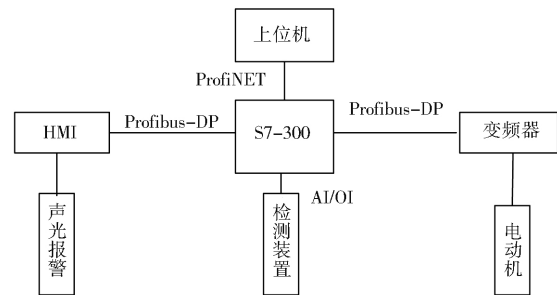 上位机
ProfiNET
HMI
Profibus-DP
S7-300
Profibus-DP
变频器
AI/OI
声光报警
检测装置
电动机